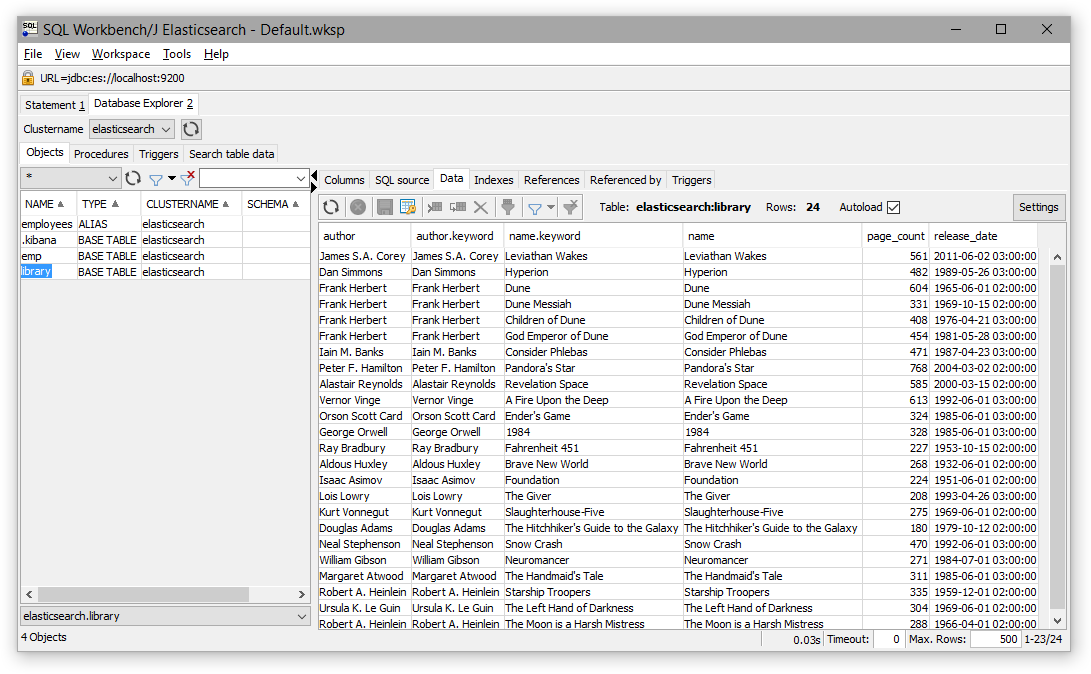 SQL Workbench/J Elasticsearch - Default.wksp
File View Workspace Tools Help
URL=jdbc:es://localhost:9200
Statement 1 Database Explorer 2
Clustername elasticsearch
Objects Procedures Triggers Search table data
*
NAME TYPE CLUSTERNAME SCHEMA
employees ALIAS elasticsearch
.kibana BASE TABLE elasticsearch
emp BASE TABLE elasticsearch
library BASE TABLE elasticsearch
elasticsearch.library
4 Objects
Columns SQL source Data Indexes References Referenced by Triggers
Table: elasticsearch:library Rows: 24 Autoload Settings
author author.keyword name.keyword name page_count release_date
James S.A. Corey James S.A. Corey Leviathan Wakes Leviathan Wakes 561 2011-06-02 03:00:00
Dan Simmons Dan Simmons Hyperion Hyperion 482 1989-05-26 03:00:00
Frank Herbert Frank Herbert Dune Dune 604 1965-06-01 02:00:00
Frank Herbert Frank Herbert Dune Messiah Dune Messiah 331 1969-10-15 02:00:00
Frank Herbert Frank Herbert Children of Dune Children of Dune 408 1976-04-21 03:00:00
Frank Herbert Frank Herbert God Emperor of Dune God Emperor of Dune 454 1981-05-28 03:00:00
Iain M. Banks Iain M. Banks Consider Phlebas Consider Phlebas 471 1987-04-23 03:00:00
Peter F. Hamilton Peter F. Hamilton Pandora's Star Pandora's Star 768 2004-03-02 02:00:00
Alastair Reynolds Alastair Reynolds Revelation Space Revelation Space 585 2000-03-15 02:00:00
Vernor Vinge Vernor Vinge A Fire Upon the Deep A Fire Upon the Deep 613 1992-06-01 03:00:00
Orson Scott Card Orson Scott Card Ender's Game Ender's Game 324 1985-06-01 03:00:00
George Orwell George Orwell 1984 1984 328 1985-06-01 03:00:00
Ray Bradbury Ray Bradbury Fahrenheit 451 Fahrenheit 451 227 1953-10-15 02:00:00
Aldous Huxley Aldous Huxley Brave New World Brave New World 268 1932-06-01 02:00:00
Isaac Asimov Isaac Asimov Foundation Foundation 224 1951-06-01 02:00:00
Lois Lowry Lois Lowry The Giver The Giver 208 1993-04-26 03:00:00
Kurt Vonnegut Kurt Vonnegut Slaughterhouse-Five Slaughterhouse-Five 275 1969-06-01 02:00:00
Douglas Adams Douglas Adams The Hitchhiker's Guide to the Galaxy The Hitchhiker's Guide to the Galaxy 180 1979-10-12 02:00:00
Neal Stephenson Neal Stephenson Snow Crash Snow Crash 470 1992-06-01 03:00:00
William Gibson William Gibson Neuromancer Neuromancer 271 1984-07-01 03:00:00
Margaret Atwood Margaret Atwood The Handmaid's Tale The Handmaid's Tale 311 1985-06-01 03:00:00
Robert A. Heinlein Robert A. Heinlein Starship Troopers Starship Troopers 335 1959-12-01 02:00:00
Ursula K. Le Guin Ursula K. Le Guin The Left Hand of Darkness The Left Hand of Darkness 304 1969-06-01 02:00:00
Robert A. Heinlein Robert A. Heinlein The Moon is a Harsh Mistress The Moon is a Harsh Mistress 288 1966-04-01 02:00:00
0.03s Timeout: 0 Max. Rows: 500 1-23/24